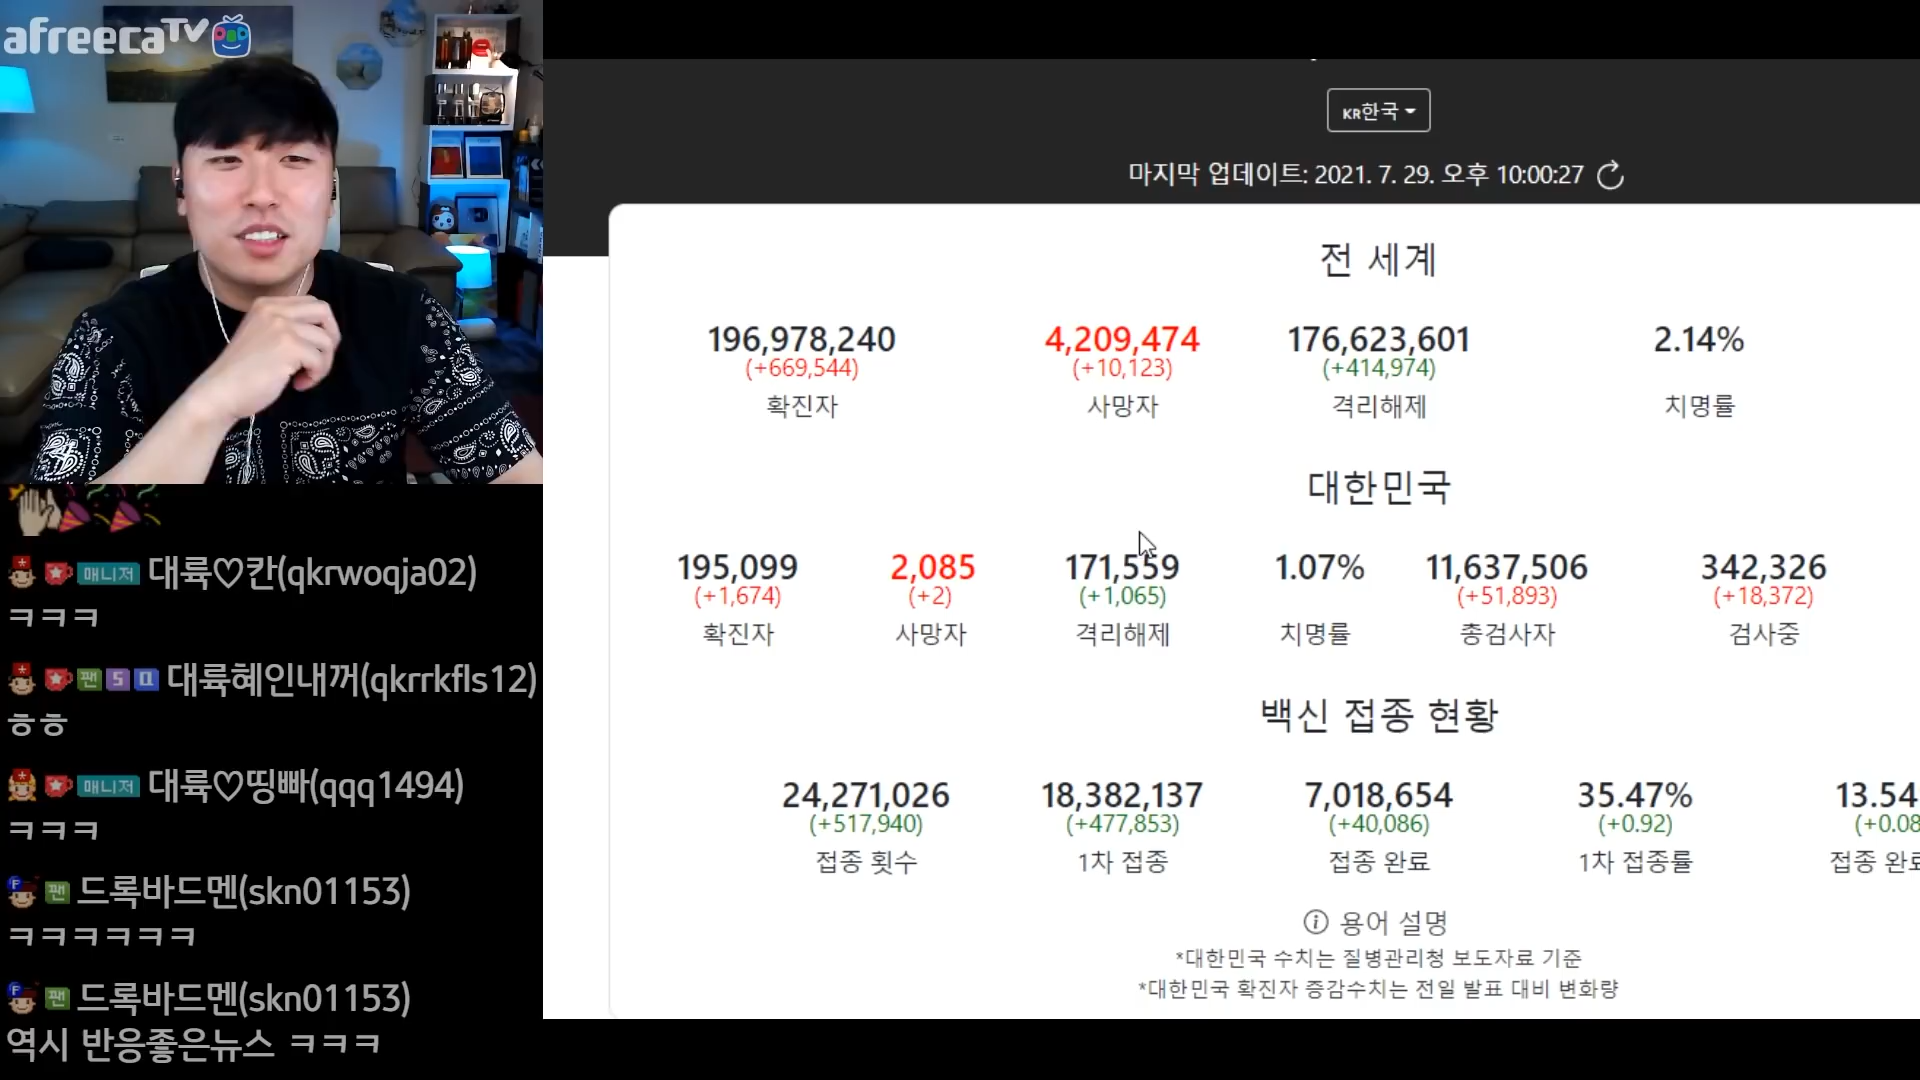 afreecaTV
매니저 대륙♡칸(qkrwoqja02)
ㅋㅋㅋ
팬 5 대륙혜인내꺼(qkrrkfls12)
ㅎㅎ
매니저 대륙♡띵빠(qqq1494)
ㅋㅋㅋ
팬 드록바드멘(skn01153)
ㅋㅋㅋㅋㅋㅋ
팬 드록바드멘(skn01153)
역시 반응좋은뉴스 ㅋㅋㅋ
KR한국
마지막 업데이트: 2021. 7. 29. 오후 10:00:27
전 세계
196,978,240 4,209,474 176,623,601 2.14%
(+669,544) (+10,123) (+414,974)
확진자 사망자 격리해제 치명률
대한민국
195,099 2,085 171,559 1.07% 11,637,506 342,326
(+1,674) (+2) (+1,065) (+51,893) (+18,372)
확진자 사망자 격리해제 치명률 총검사자 검사중
백신 접종 현황
24,271,026 18,382,137 7,018,654 35.47% 13.54
(+517,940) (+477,853) (+40,086) (+0.92) (+0.08
접종 횟수 1차 접종 접종 완료 1차 접종률 접종 완료
용어 설명
*대한민국 수치는 질병관리청 보도자료 기준
*대한민국 확진자 증감수치는 전일 발표 대비 변화량